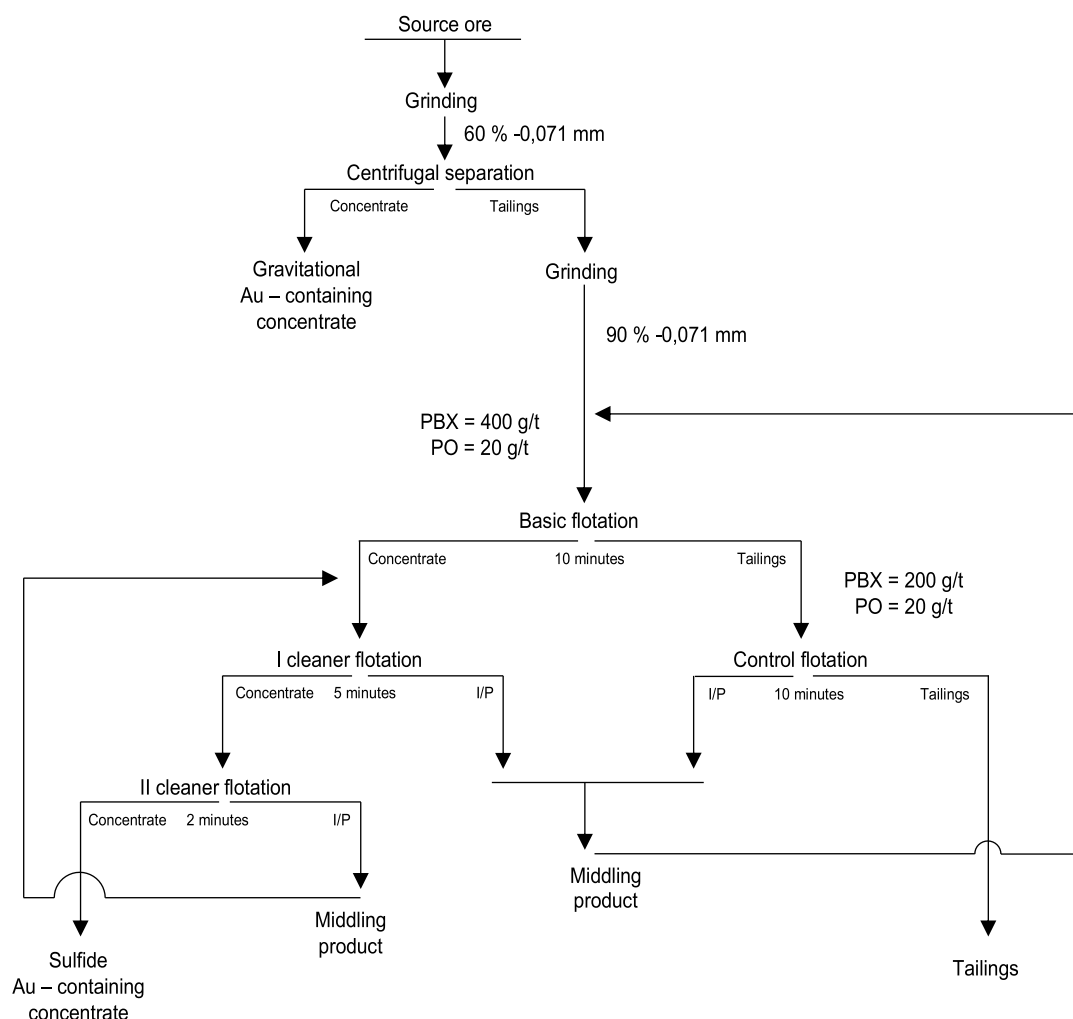 Source ore
Grinding
60 % -0,071 mm
Centrifugal separation
Concentrate
Tailings
Gravitational
Au – containing
concentrate
Grinding
90 % -0,071 mm
PBX = 400 g/t
PO = 20 g/t
Basic flotation
Concentrate
10 minutes
Tailings
PBX = 200 g/t
PO = 20 g/t
I cleaner flotation
Concentrate
5 minutes
I/P
Control flotation
I/P
10 minutes
Tailings
II cleaner flotation
Concentrate
2 minutes
I/P
Middling
product
Middling
product
Sulfide
Au – containing
concentrate
Tailings